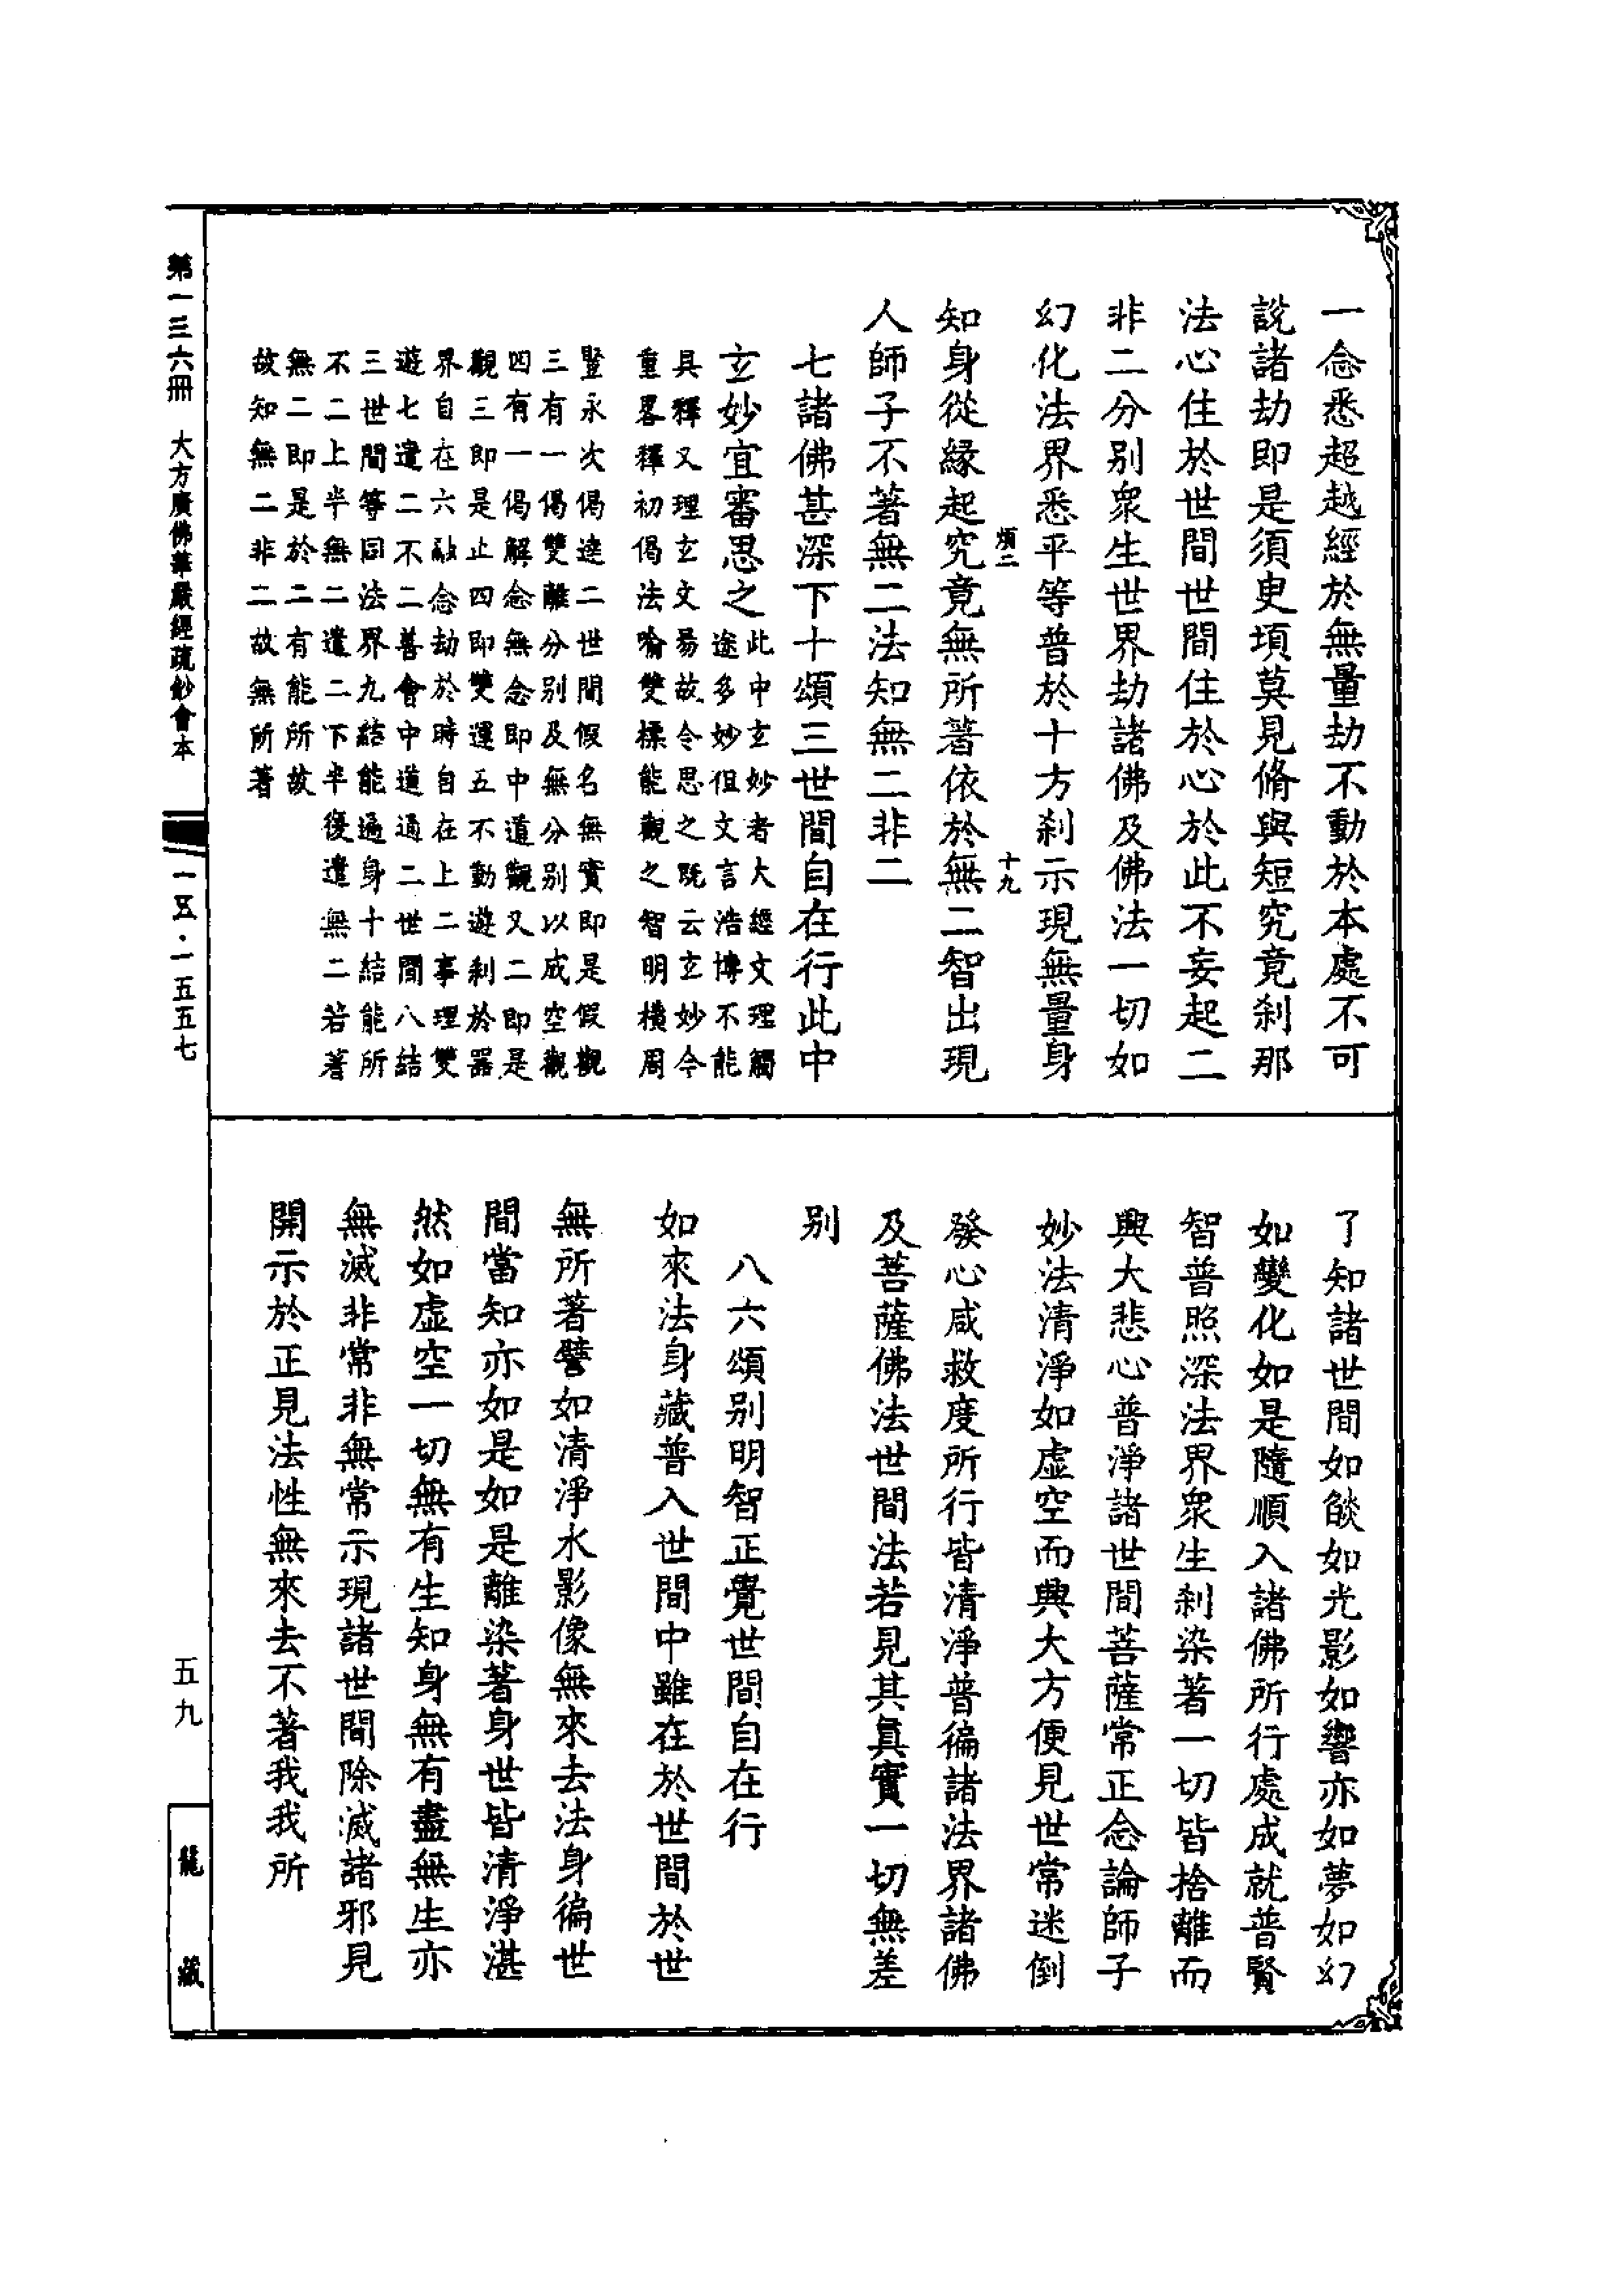 一念悉超越經於無量劫不動於本處不可
說諸劫即是須臾頃莫見脩與短究竟剎那
法心住於世間世間住於心於此不妄起二
非二分別衆生世界劫諸佛及佛法一切如
幻化法界悉平等普於十方剎示現無量身
煩二
十九
知身從緣起究竟無所著依於無二智出現
人師子不著無二法知無二非二
七諸佛甚深下十頌三世間自在行此中
玄妙宜審思之
此中玄妙者大經文理觸
途多妙但文言浩博不能
具釋又理玄文易故令思之既云玄妙今
重畧釋初偈法喻雙標能觀之智明橫周
豎永次偈達二世間假名無實即是假觀
三有一偈雙離分別及無分別以成空觀
四有一偈解念無念即中道觀又二即是
觀三即是止四即雙運五不動遊剎於器
界自在六融念劫於時自在上二事理雙
遊七遣二不二善會中道通二世間八結
三世間等同法界九結能過身十結能所
不二上半無二遣二下半復遣無二若著
無二即是於二有能所故
故知無二非二故無所著
了知諸世間如燄如光影如響亦如夢如幻
如變化如是隨順入諸佛所行處成就普賢
智普照深法界衆生剎染著一切皆捨離而
興大悲心普淨諸世間菩薩常正念論師子
妙法清淨如虛空而興大方便見世常迷倒
發心咸救度所行皆清淨普徧諸法界諸佛
及菩薩佛法世間法若見其真實一切無差
別
八六頌別明智正覺世間自在行
如來法身藏普入世間中雖在於世間於世
無所著譬如清淨水影像無來去法身徧世
間當知亦如是如是離染著身世皆清淨湛
然如虛空一切無有生知身無有盡無生亦
無滅非常非無常示現諸世間除滅諸邪見
開示於正見法性無來去不著我我所
第一三六冊 大方廣佛華嚴經疏鈔會本
一五·一五五七
五九
龍藏